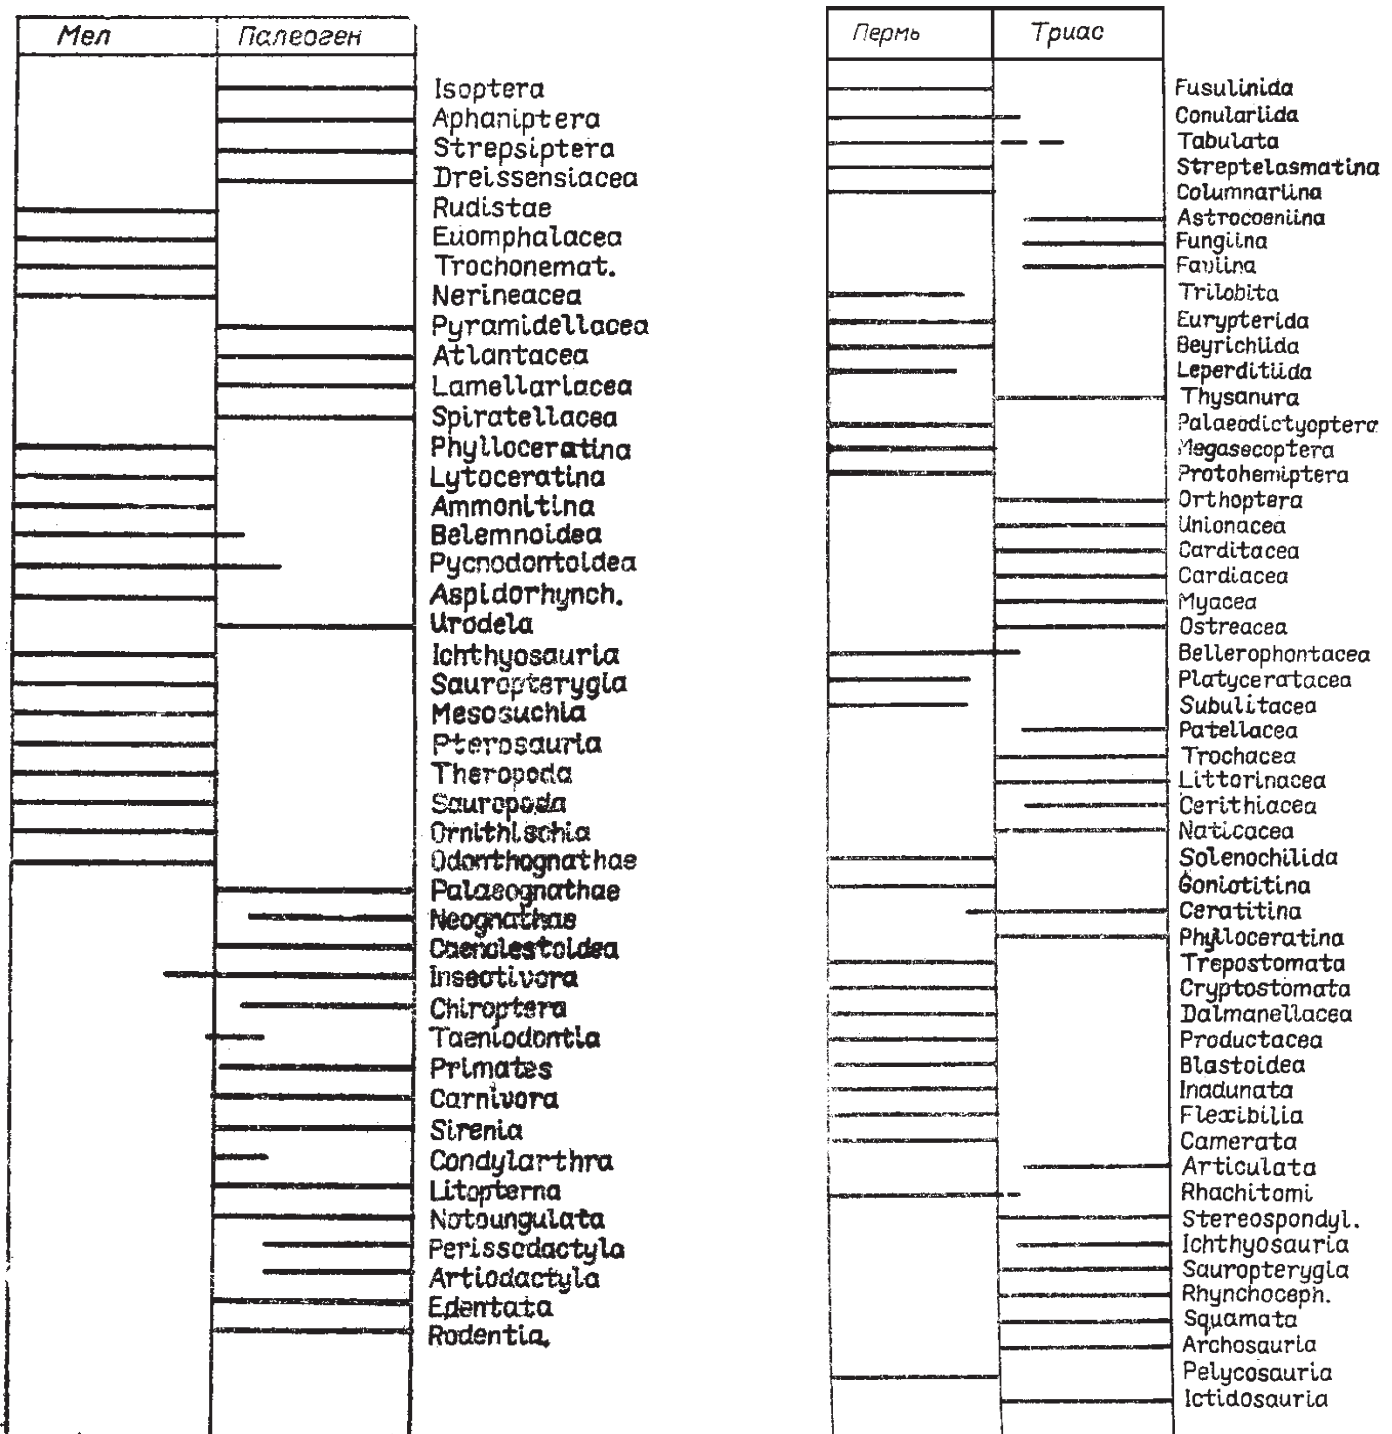 Мел
Палеоген
Isoptera
Aphaniptera
Strepsiptera
Dreissensiacea
Rudistae
Euomphalacea
Trochonemat.
Nerineacea
Pyramidellacea
Atlantacea
Lamellariacea
Spiratellacea
Phylloceratina
Lytoceratina
Ammonitina
Belemnoidea
Pycnodontoidea
Aspidorhynch.
Urodela
Ichthyosauria
Sauropterygia
Mesosuchia
Pterosauria
Theropoda
Sauropoda
Ornithischia
Odonthognathae
Palaeognathae
Neognathae
Caenolestoidea
Insectivora
Chiroptera
Taeniodontia
Primates
Carnivora
Sirenia
Condylarthra
Litopterna
Notoungulata
Perissodactyla
Artiodactyla
Edentata
Rodentia.
Пермь
Триас
Fusulinida
Conulariida
Tabulata
Streptelasmatina
Columnariina
Astrocoeniina
Fungiina
Faviina
Trilobita
Eurypterida
Beyrichiida
Leperditiida
Thysanura
Palaeodictyoptera
Megasecoptera
Protohemiptera
Orthoptera
Unionacea
Carditacea
Cardiacea
Myacea
Ostreacea
Bellerophontacea
Platyceratacea
Subulitacea
Patellacea
Trochacea
Littorinacea
Cerithiacea
Naticacea
Solenochilida
Goniotitina
Ceratitina
Phylloceratina
Trepostomata
Cryptostomata
Dalmanellacea
Productacea
Blastoidea
Inadunata
Flexibilia
Camerata
Articulata
Rhachitomi
Stereospondyl.
Ichthyosauria
Sauropterygia
Rhynchoceph.
Squamata
Archosauria
Pelycosauria
Ictidosauria